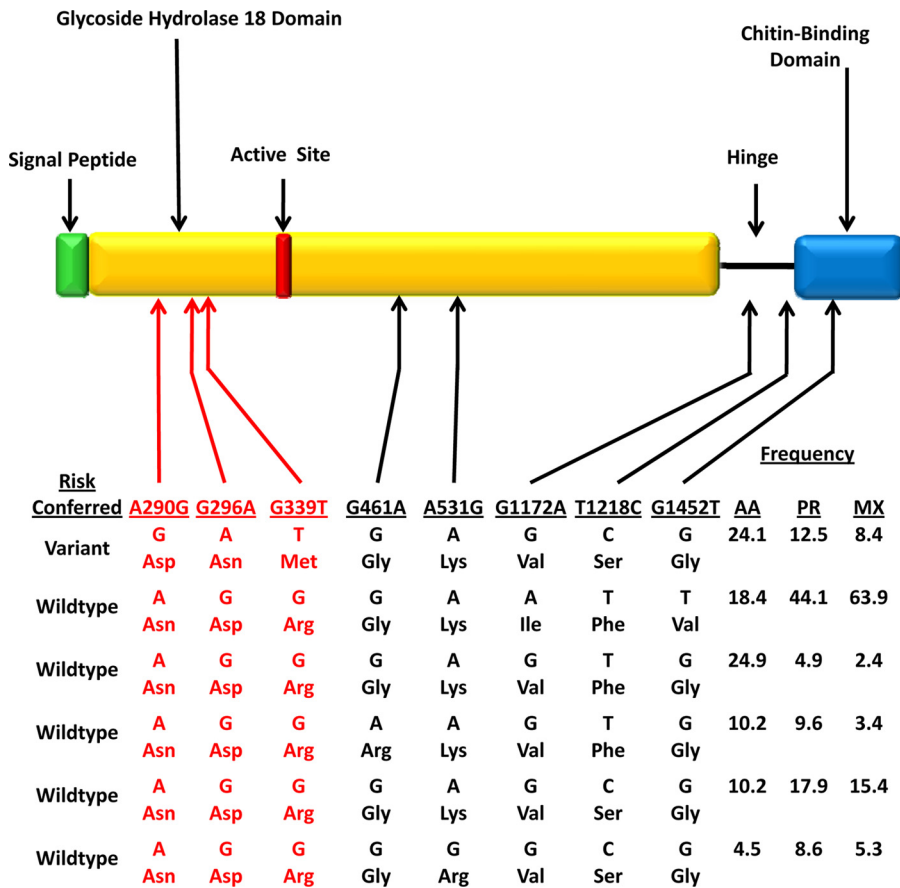 Glycoside Hydrolase 18 Domain
Chitin-Binding
Domain
Signal Peptide
Active Site
Hinge
Frequency
Risk
Conferred A290G G296A G339T G461A A531G G1172A T1218C G1452T AA PR MX
Variant G A T G A G C G 24.1 12.5 8.4
Asp Asn Met Gly Lys Val Ser Gly
Wildtype A G G G A A T T 18.4 44.1 63.9
Asn Asp Arg Gly Lys Ile Phe Val
Wildtype A G G G A G T G 24.9 4.9 2.4
Asn Asp Arg Gly Lys Val Phe Gly
Wildtype A G G A A G T G 10.2 9.6 3.4
Asn Asp Arg Arg Lys Val Phe Gly
Wildtype A G G G A G C G 10.2 17.9 15.4
Asn Asp Arg Gly Lys Val Ser Gly
Wildtype A G G G G G C G 4.5 8.6 5.3
Asn Asp Arg Gly Arg Val Ser Gly